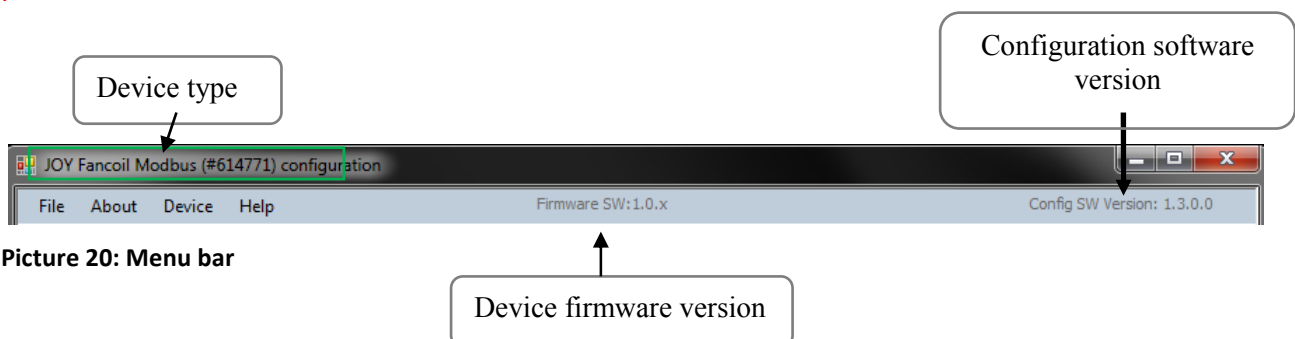 Configuration software
version
Device type
JOY Fancoil Modbus (#614771) configuration
File About Device Help Firmware SW:1.0.x Config SW Version: 1.3.0.0
Picture 20: Menu bar
Device firmware version